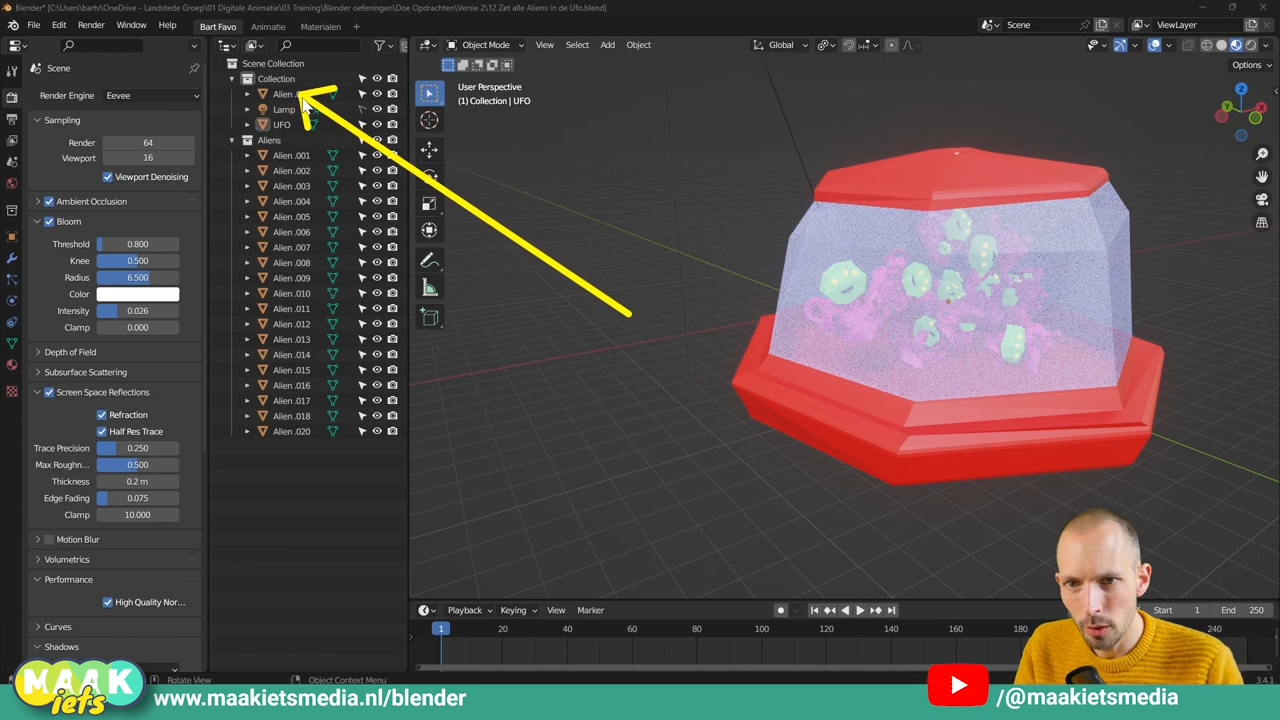 Blender* [C:\Users\bartv\OneDrive - Landstede Groep\01 Digitale Animatie\03 Training\Blender oefeningen\Doe Opdrachten\Versie 2\12 Zet alle Aliens in de Ufo.blend]
File Edit Render Window Help Bart Favo Animatie Materialen Scene ViewLayer
Object Mode View Select Add Object Global
Options
Scene
Render Engine Eevee
Sampling
Render 64
Viewport 16
Viewport Denoising
Ambient Occlusion
Bloom
Threshold 0.800
Knee 0.500
Radius 6.500
Color
Intensity 0.026
Clamp 0.000
Depth of Field
Subsurface Scattering
Screen Space Reflections
Refraction
Half Res Trace
Trace Precision 0.250
Max Roughn... 0.500
Thickness 0.2 m
Edge Fading 0.075
Clamp 10.000
Motion Blur
Volumetrics
Performance
High Quality Nor...
Curves
Shadows
Scene Collection
Collection
Alien
Lamp
UFO
Aliens
Alien .001
Alien .002
Alien .003
Alien .004
Alien .005
Alien .006
Alien .007
Alien .008
Alien .009
Alien .010
Alien .011
Alien .012
Alien .013
Alien .014
Alien .015
Alien .016
Alien .017
Alien .018
Alien .020
User Perspective
(1) Collection | UFO
X
Y
Z
Playback Keying View Marker Start 1 End 250
1 20 40 60 80 100 120 140 160 180 240
Rotate View Object Context Menu 3.4.1
MAAK
iets
www.maakietsmedia.nl/blender
/@maakietsmedia